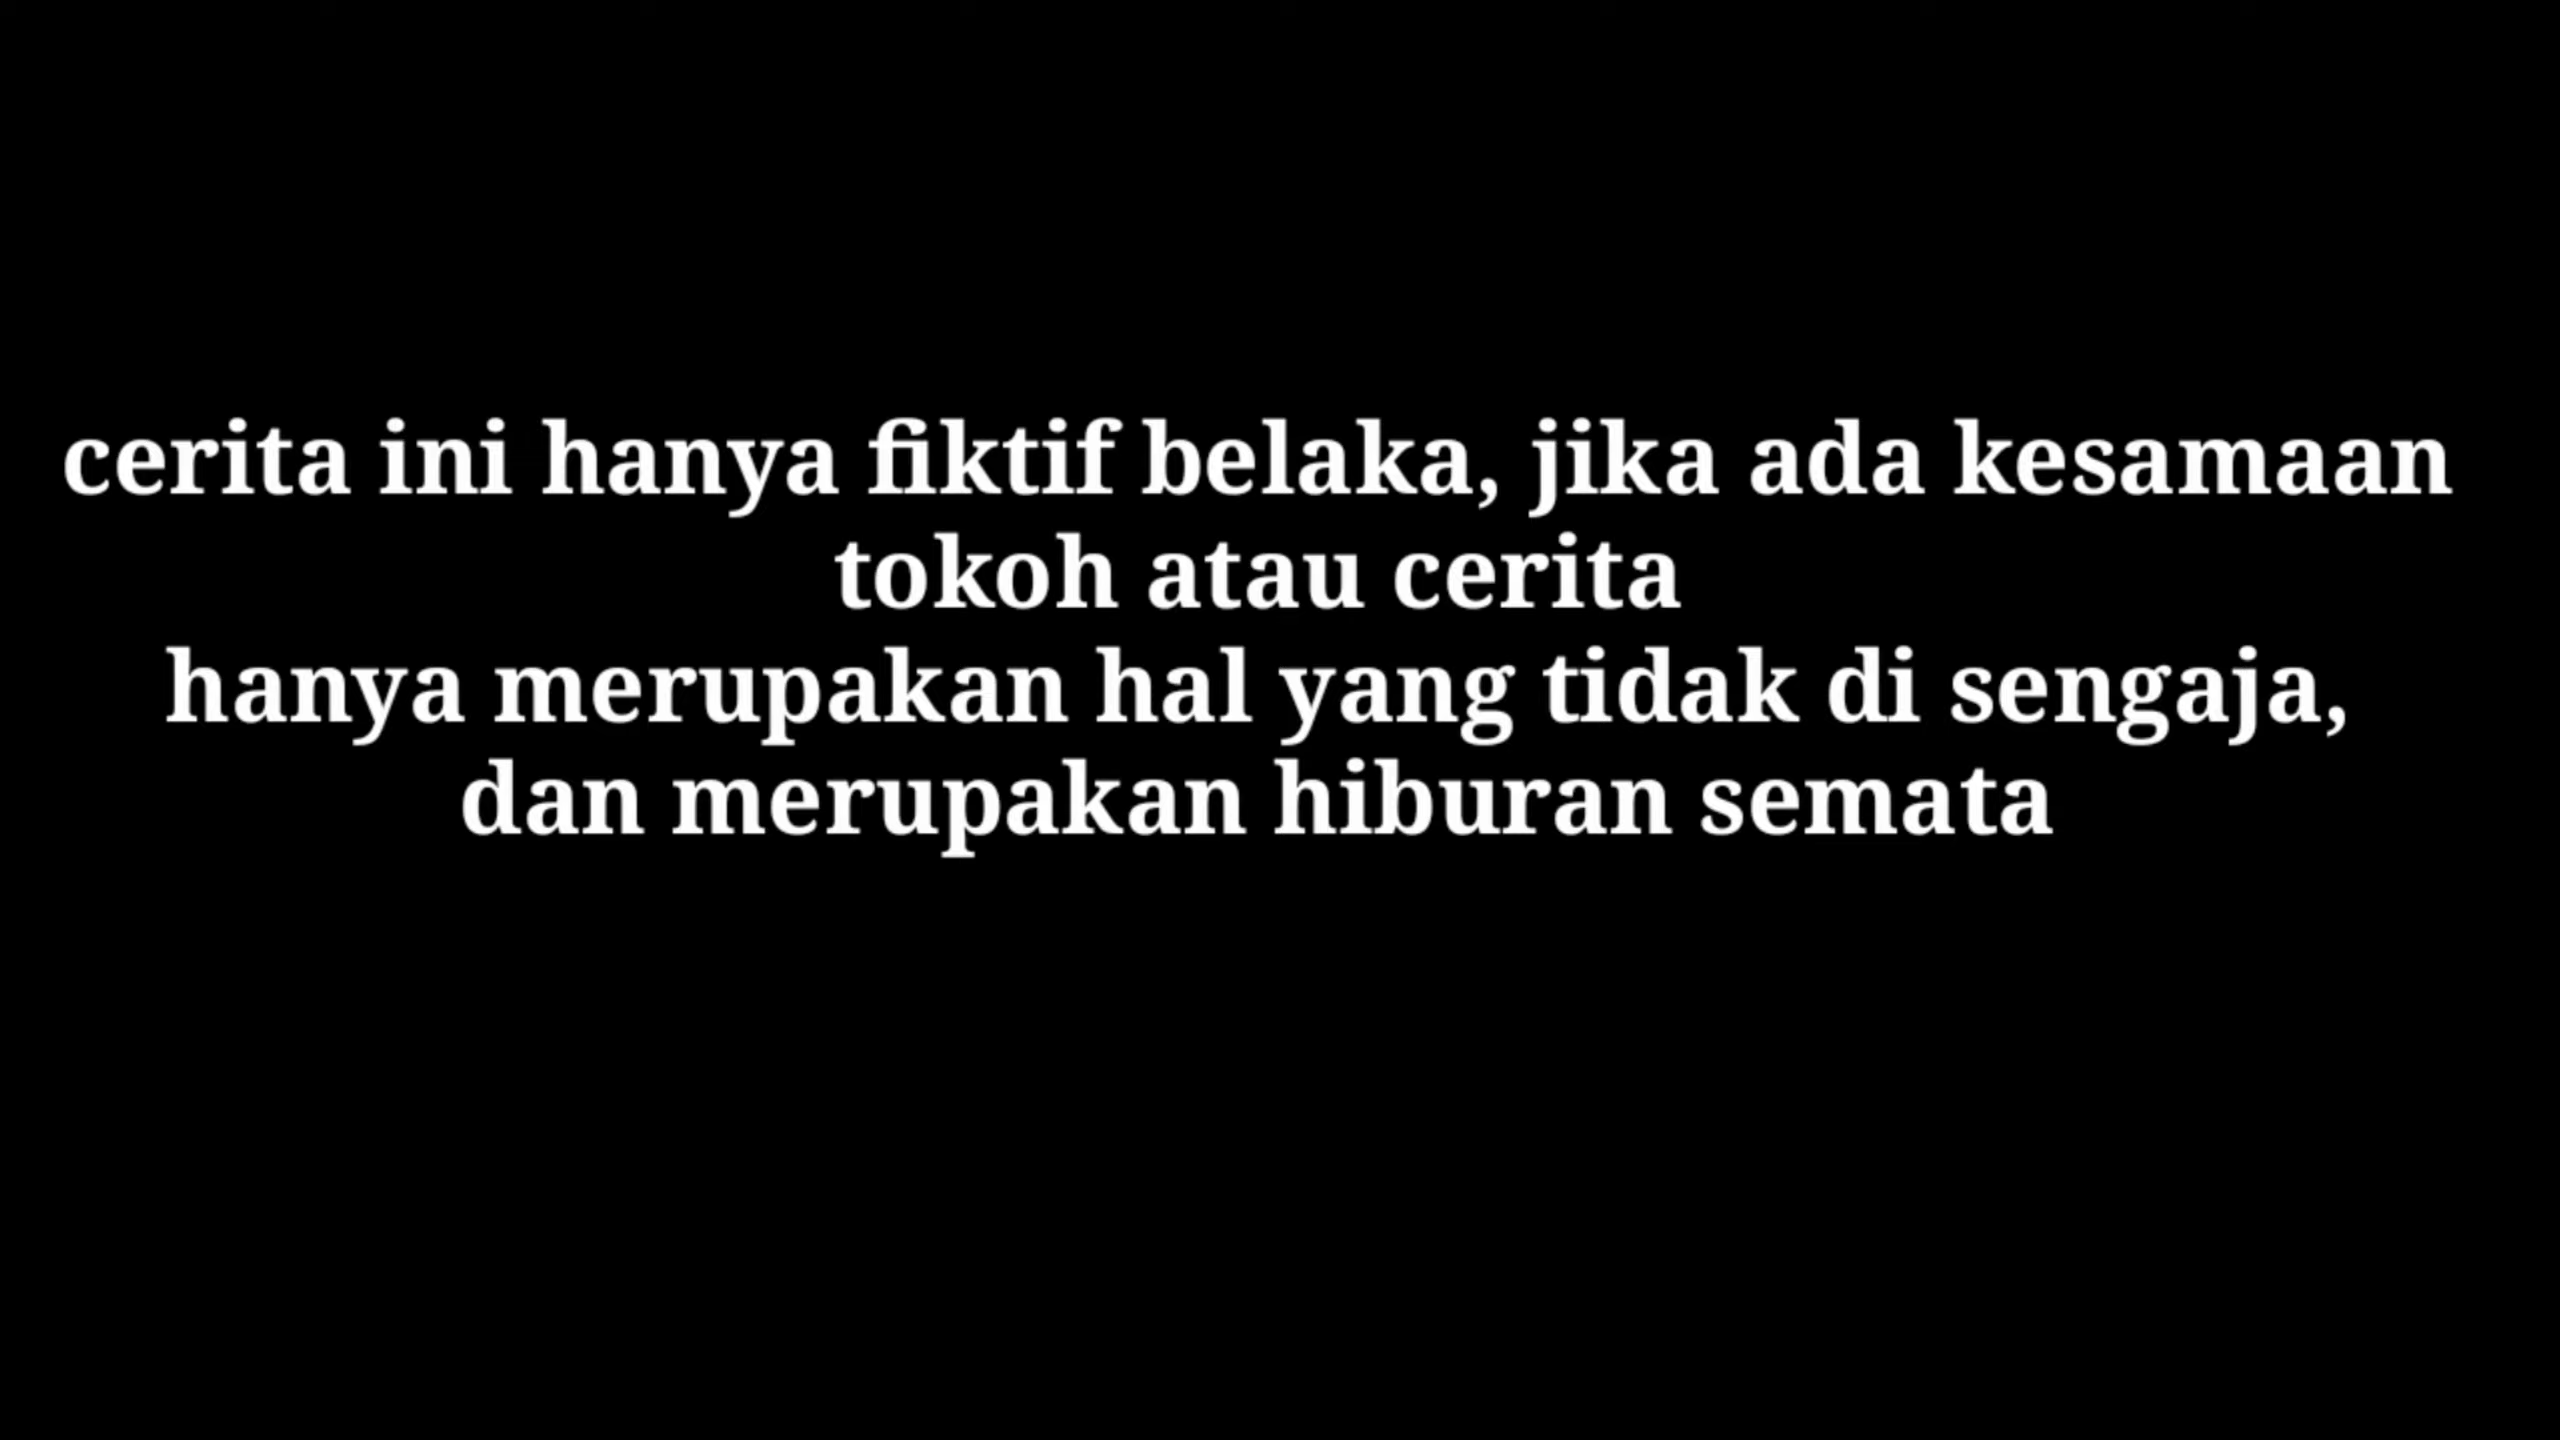 cerita ini hanya fiktif belaka, jika ada kesamaan
tokoh atau cerita
hanya merupakan hal yang tidak di sengaja,
dan merupakan hiburan semata